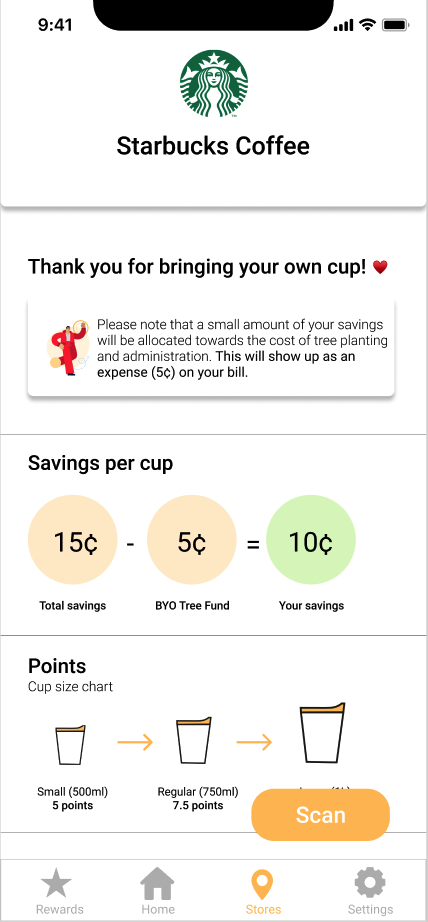 9:41
Starbucks Coffee
Thank you for bringing your own cup!
Please note that a small amount of your savings
will be allocated towards the cost of tree planting
and administration. This will show up as an
expense (5¢) on your bill.
Savings per cup
15¢ - 5¢ = 10¢
Total savings BYO Tree Fund Your savings
Points
Cup size chart
Small (500ml) Regular (750ml)
5 points 7.5 points
Scan
Rewards Home Stores Settings